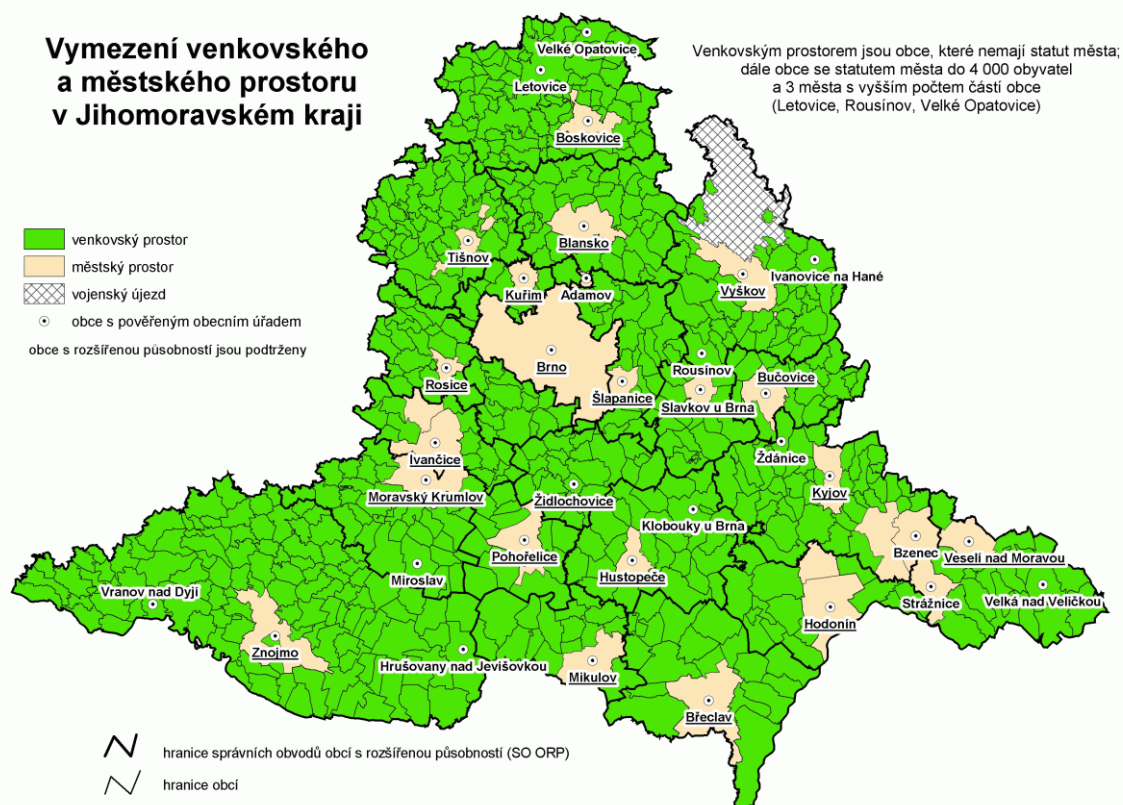 Vymezení venkovského
a městského prostoru
v Jihomoravském kraji
Venkovským prostorem jsou obce, které nemají statut města;
dále obce se statutem města do 4 000 obyvatel
a 3 města s vyšším počtem částí obce
(Letovice, Rousínov, Velké Opatovice)
venkovský prostor
městský prostor
vojenský újezd
obce s pověřeným obecním úřadem
obce s rozšířenou působností jsou podtrženy
Velké Opatovice
Letovice
Boskovice
Blansko
Tišnov
Ivanovice na Hané
Vyškov
Kuřim
Adamov
Brno
Rousínov
Rosice
Šlapanice
Slavkov u Brna
Bučovice
Ivančice
Ždánice
Moravský Krumlov
Židlochovice
Kyjov
Klobouky u Brna
Pohořelice
Bzenec
Veselí nad Moravou
Miroslav
Hustopeče
Vranov nad Dyjí
Strážnice
Velká nad Veličkou
Hodonín
Znojmo
Hrušovany nad Jevišovkou
Mikulov
Břeclav
hranice správních obvodů obcí s rozšířenou působností (SO ORP)
hranice obcí